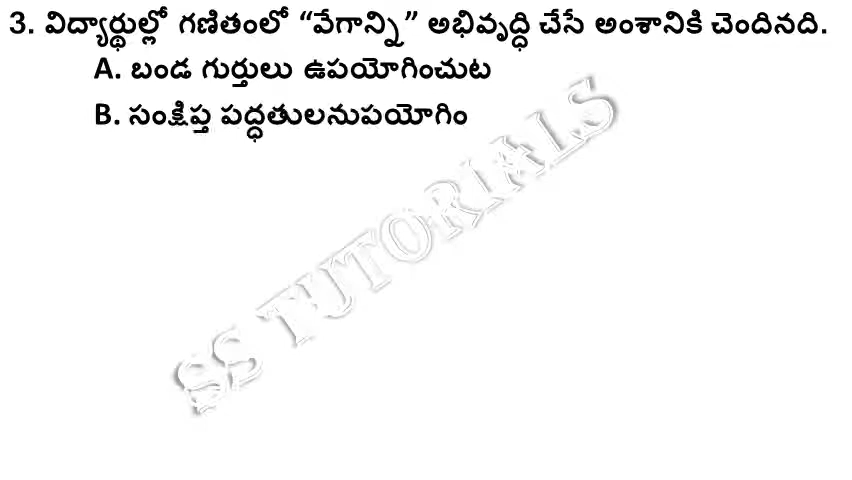 3. విద్యార్థుల్లో గణితంలో “వేగాన్ని” అభివృద్ధి చేసే అంశానికి చెందినది.
A. బండ గుర్తులు ఉపయోగించుట
B. సంక్షిప్త పద్ధతులనుపయోగిం
SS TUTORIALS